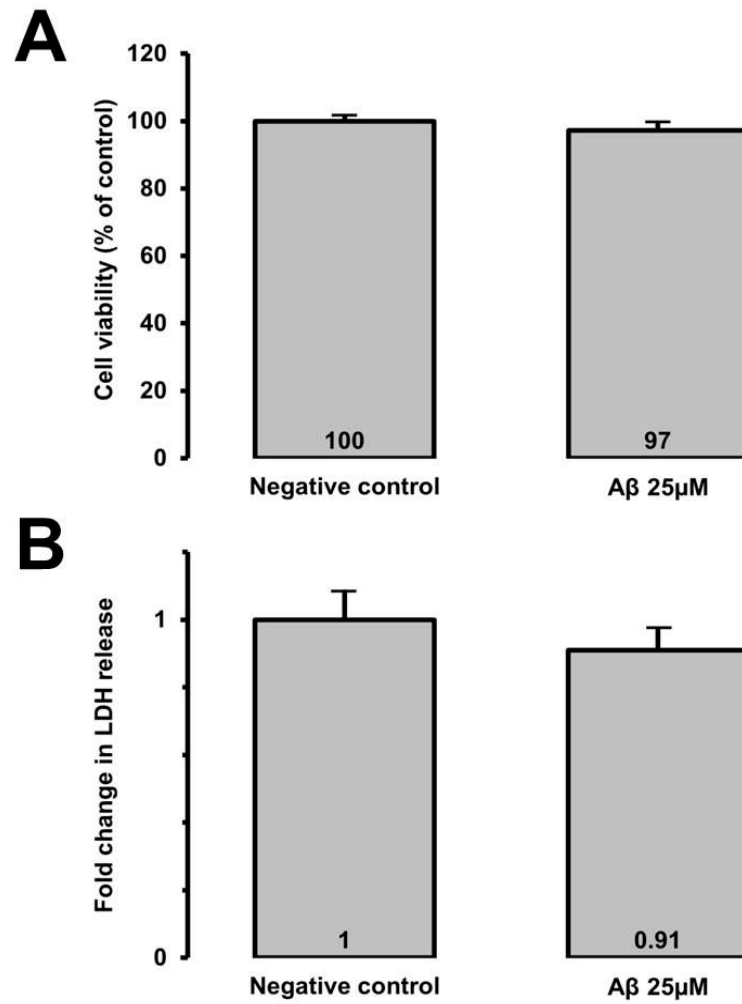 A
Cell viability (% of control)
120
100
80
60
40
20
0
100
97
Negative control
Aβ 25µM
B
Fold change in LDH release
1
0
1
0.91
Negative control
Aβ 25µM